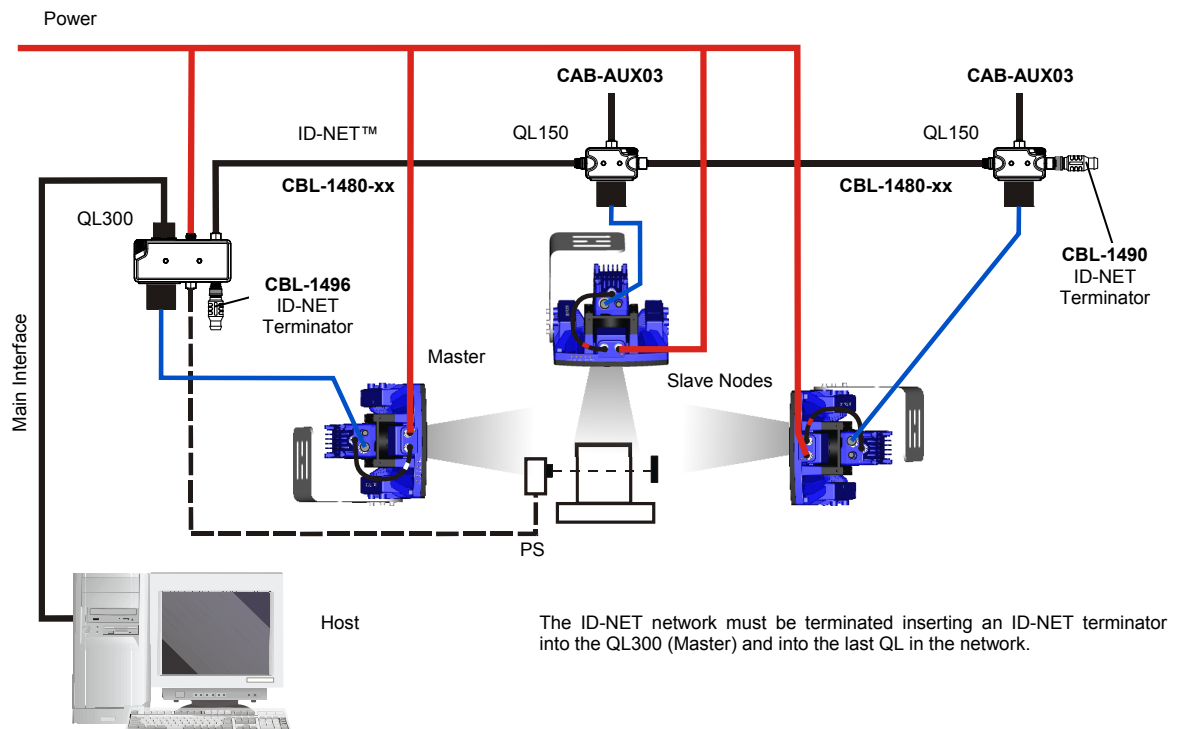 Power
CAB-AUX03
CAB-AUX03
ID-NET™
QL150
QL150
CBL-1480-xx
CBL-1480-xx
QL300
CBL-1496
ID-NET
Terminator
CBL-1490
ID-NET
Terminator
Main Interface
Master
Slave Nodes
PS
Host
The ID-NET network must be terminated inserting an ID-NET terminator
into the QL300 (Master) and into the last QL in the network.